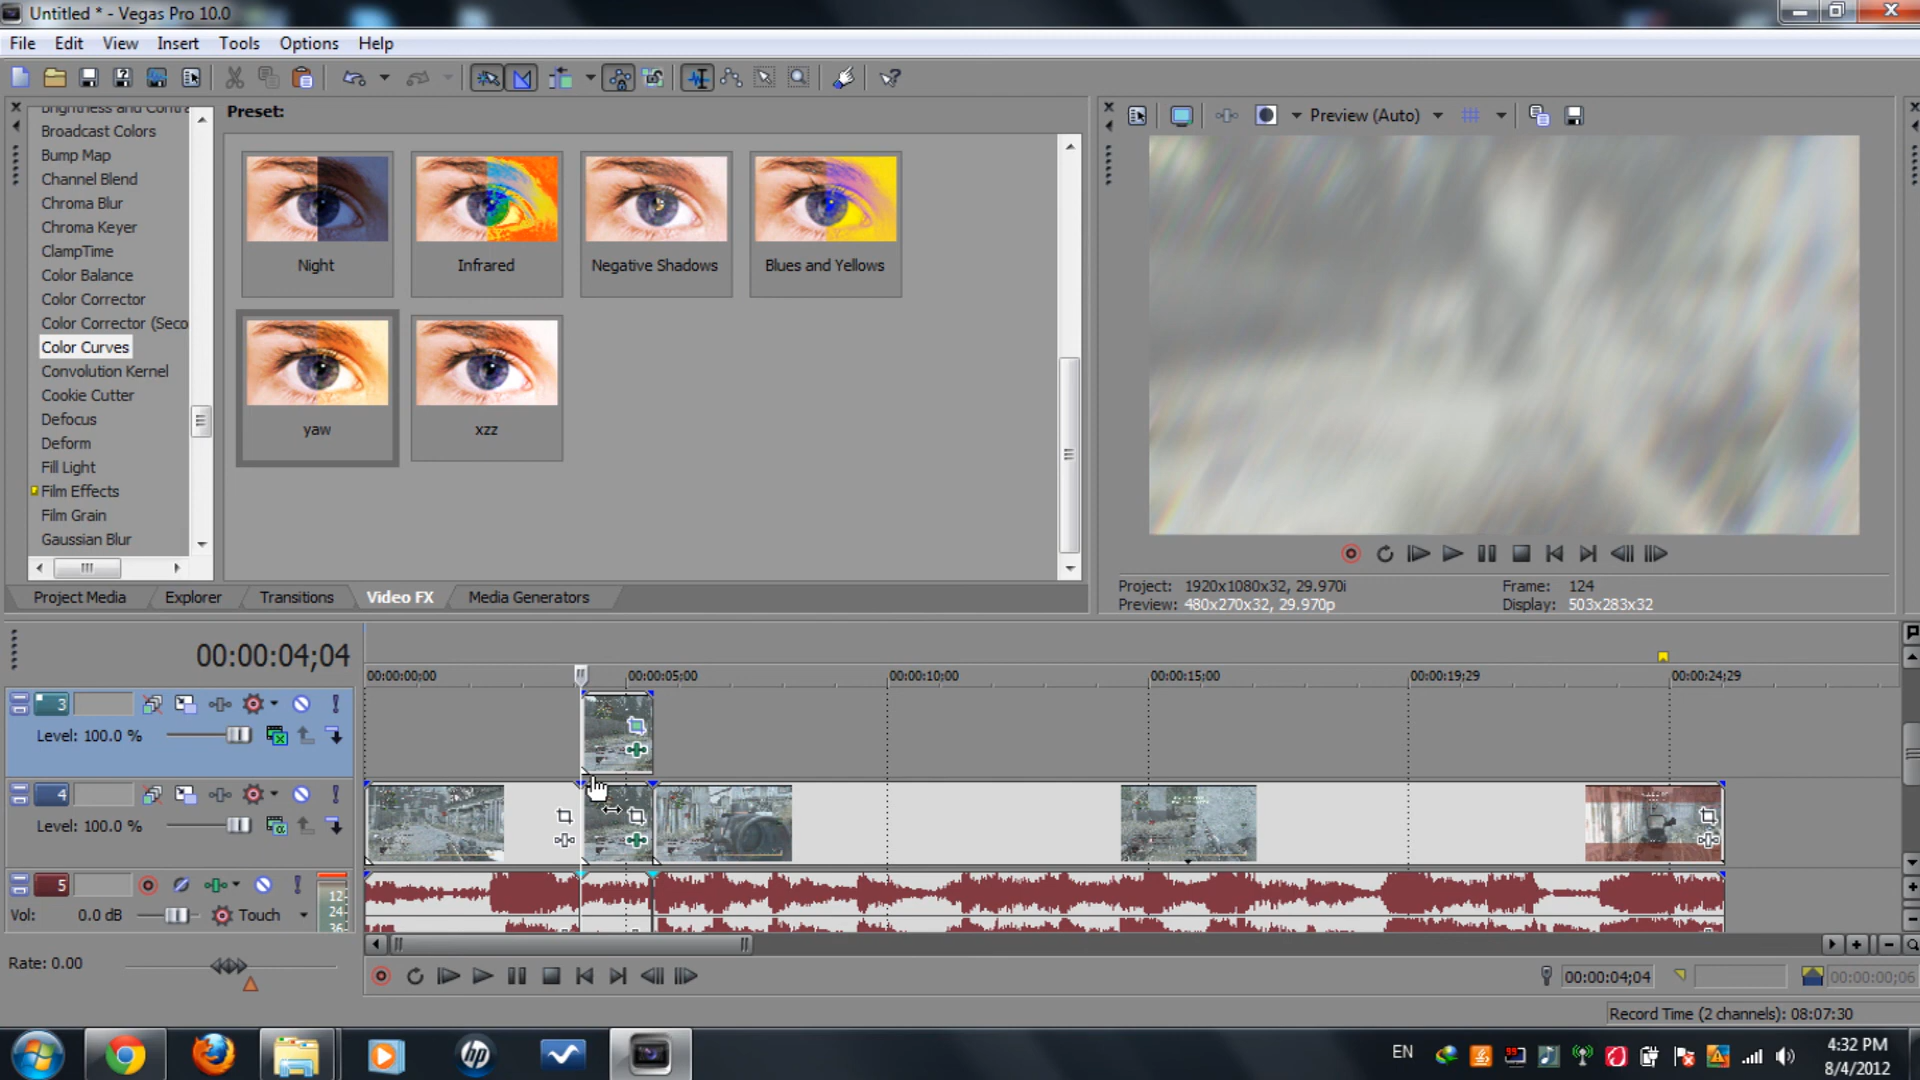 Untitled * - Vegas Pro 10.0
File Edit View Insert Tools Options Help
Brightness and Contra
Broadcast Colors
Bump Map
Channel Blend
Chroma Blur
Chroma Keyer
ClampTime
Color Balance
Color Corrector
Color Corrector (Seco
Color Curves
Convolution Kernel
Cookie Cutter
Defocus
Deform
Fill Light
Film Effects
Film Grain
Gaussian Blur
Preset:
Night Infrared Negative Shadows Blues and Yellows
yaw xzz
Project Media Explorer Transitions Video FX Media Generators
Preview (Auto)
Project: 1920x1080x32, 29.970i Frame: 124
Preview: 480x270x32, 29.970p Display: 503x283x32
00:00:04;04
00:00:00;00 00:00:05;00 00:00:10;00 00:00:15;00 00:00:19;29 00:00:24;29
3
Level: 100.0 %
4
Level: 100.0 %
5
12-
24-
36-
Vol: 0.0 dB Touch
Rate: 0.00
00:00:04;04 00:00:00;06
Record Time (2 channels): 08:07:30
hp
EN
4:32 PM
8/4/2012